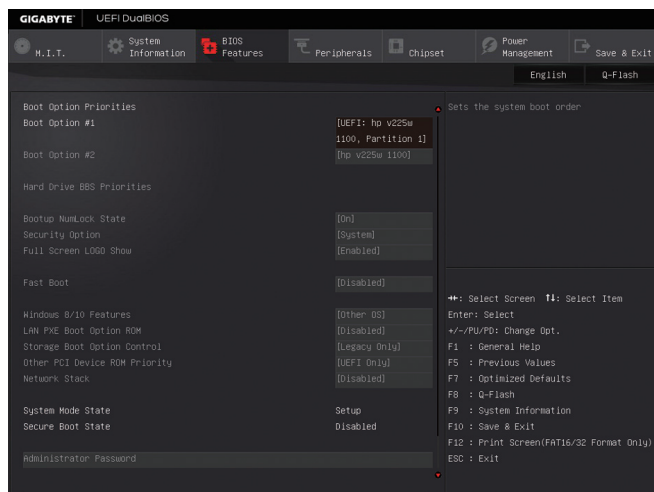 GIGABYTE™ UEFI DualBIOS
M.I.T.
System Information
BIOS Features
Peripherals
Chipset
Power Management
Save & Exit
English Q-Flash
Boot Option Priorities
Boot Option #1 [UEFI: hp v225w
1100, Partition 1]
Boot Option #2 [hp v225w 1100]
Hard Drive BBS Priorities
Bootup NumLock State [On]
Security Option [System]
Full Screen LOGO Show [Enabled]
Fast Boot [Disabled]
Windows 8/10 Features [Other OS]
LAN PXE Boot Option ROM [Disabled]
Storage Boot Option Control [Legacy Only]
Other PCI Device ROM Priority [UEFI Only]
Network Stack [Disabled]
System Mode State Setup
Secure Boot State Disabled
Administrator Password
Sets the system boot order
→←: Select Screen ↑↓: Select Item
Enter: Select
+/-/PU/PD: Change Opt.
F1 : General Help
F5 : Previous Values
F7 : Optimized Defaults
F8 : Q-Flash
F9 : System Information
F10 : Save & Exit
F12 : Print Screen(FAT16/32 Format Only)
ESC : Exit